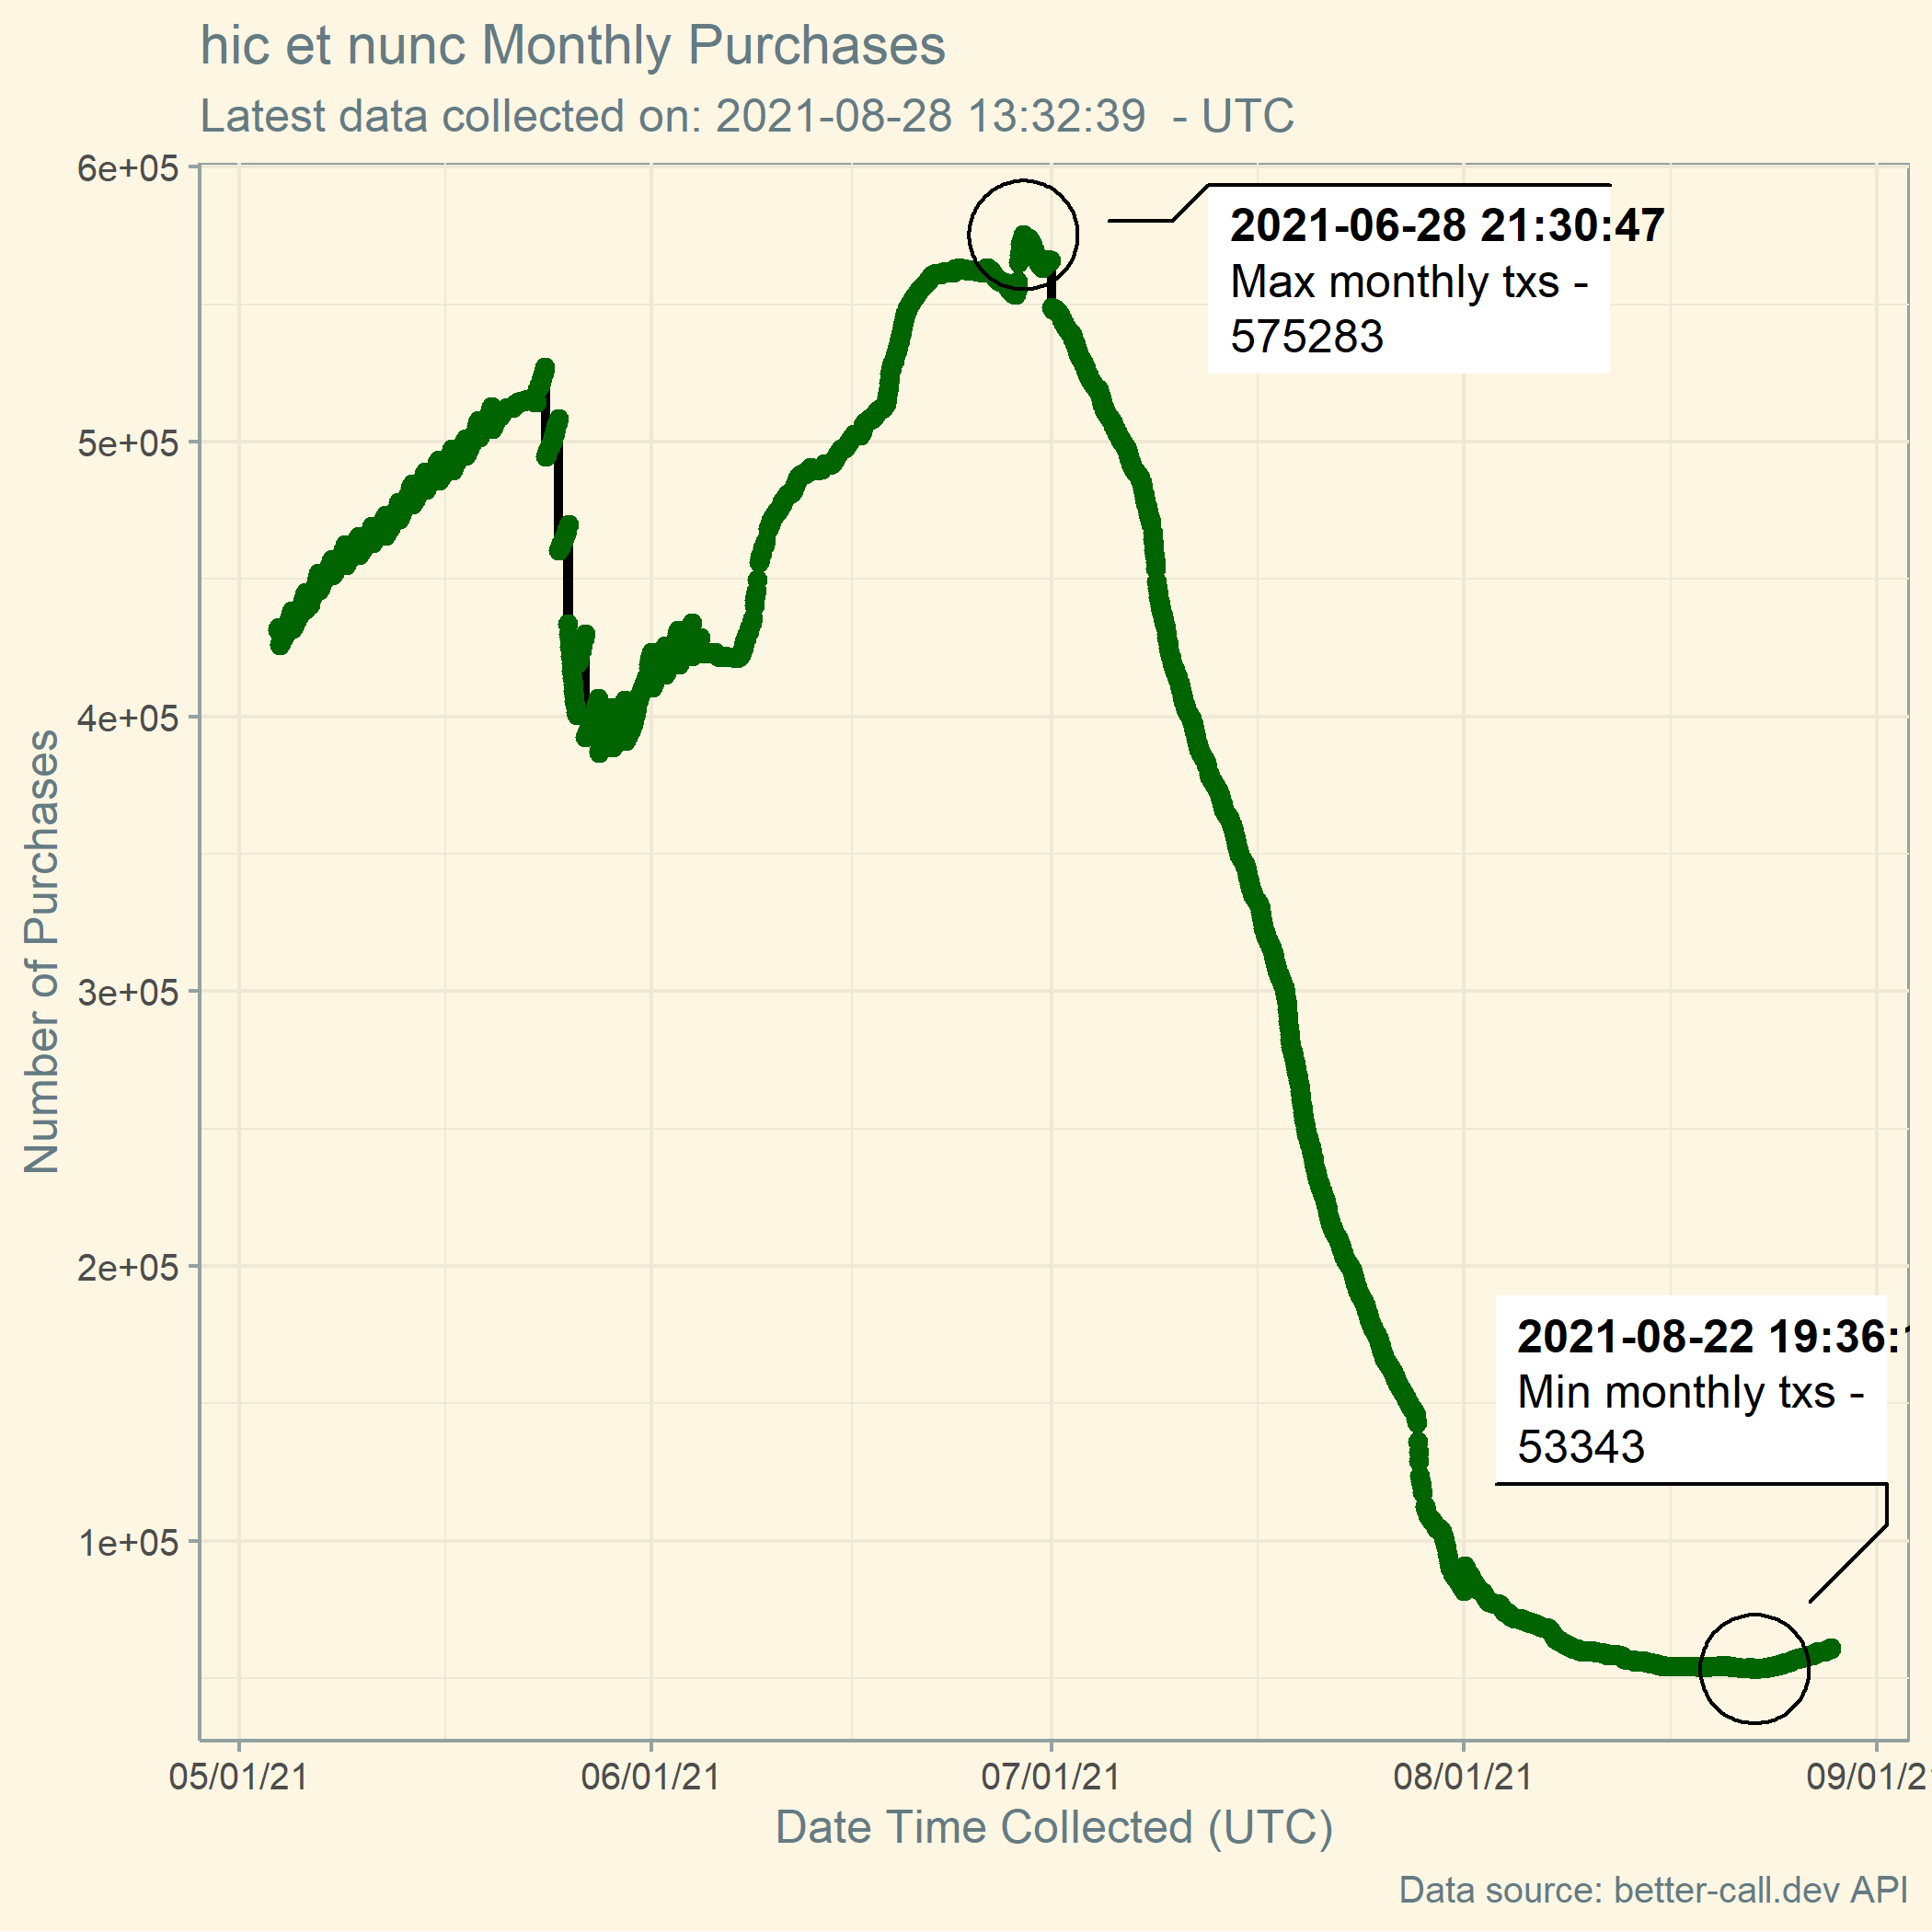 hic et nunc Monthly Purchases
Latest data collected on: 2021-08-28 13:32:39 - UTC
6e+05
5e+05
4e+05
3e+05
2e+05
1e+05
Number of Purchases
2021-06-28 21:30:47
Max monthly txs -
575283
2021-08-22 19:36:
Min monthly txs -
53343
05/01/21
06/01/21
07/01/21
08/01/21
09/01/2
Date Time Collected (UTC)
Data source: better-call.dev API